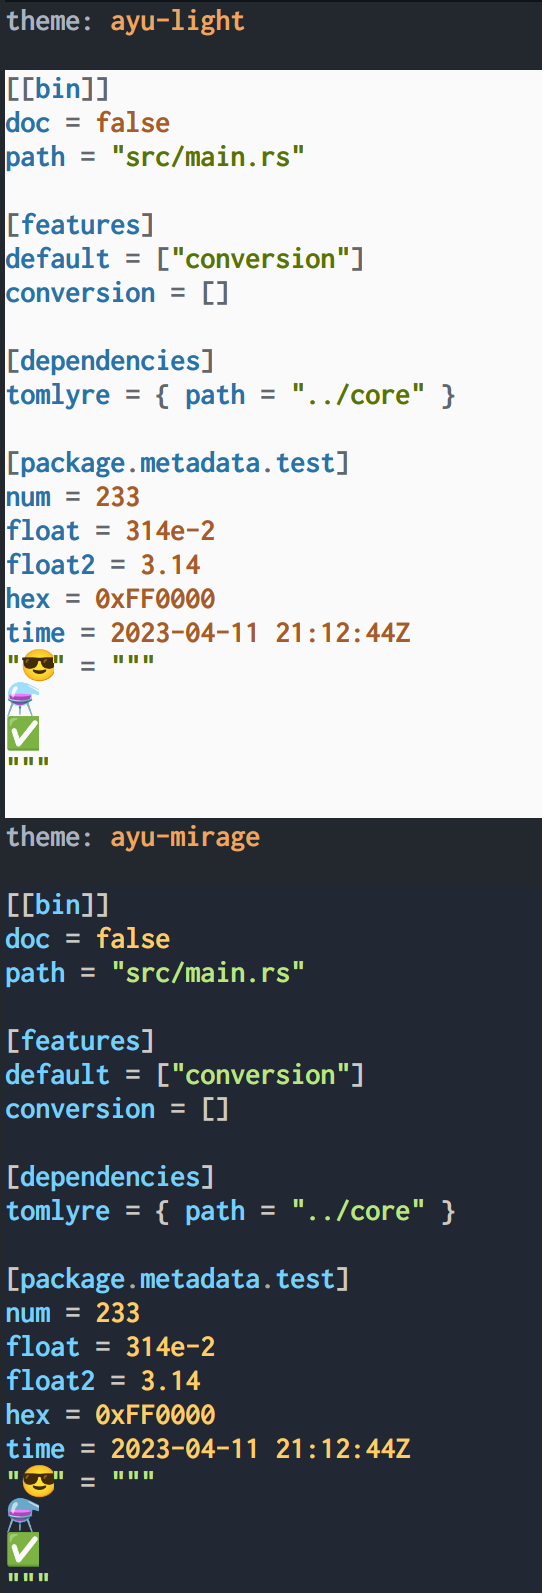 theme: ayu-light
[[bin]]
doc = false
path = "src/main.rs"
[features]
default = ["conversion"]
conversion = []
[dependencies]
tomlyre = { path = "../core" }
[package.metadata.test]
num = 233
float = 314e-2
float2 = 3.14
hex = 0xFF0000
time = 2023-04-11 21:12:44Z
"😎" = """
⚗️
✅
"""
theme: ayu-mirage
[[bin]]
doc = false
path = "src/main.rs"
[features]
default = ["conversion"]
conversion = []
[dependencies]
tomlyre = { path = "../core" }
[package.metadata.test]
num = 233
float = 314e-2
float2 = 3.14
hex = 0xFF0000
time = 2023-04-11 21:12:44Z
"😎" = """
⚗️
✅
"""